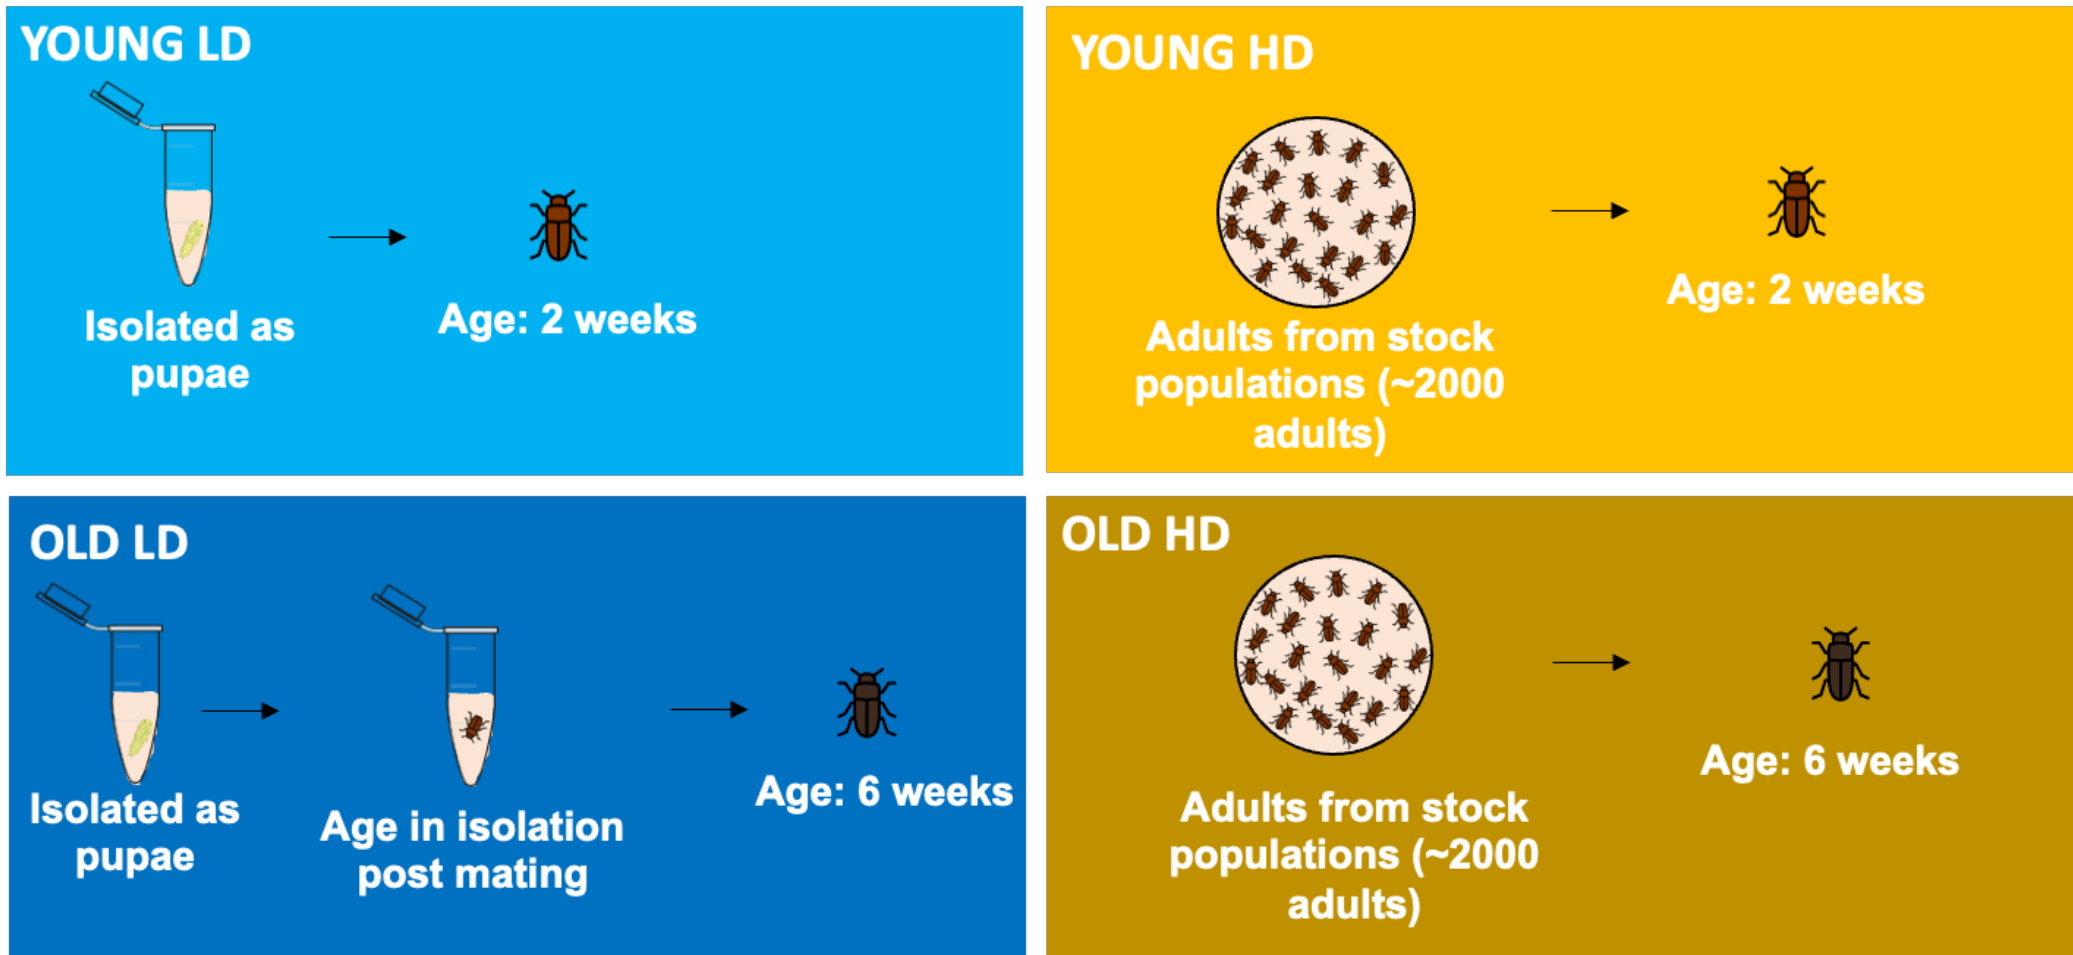 YOUNG LD
Isolated as
pupae
Age: 2 weeks
YOUNG HD
Adults from stock
populations (~2000
adults)
Age: 2 weeks
OLD LD
Isolated as
pupae
Age in isolation
post mating
Age: 6 weeks
OLD HD
Adults from stock
populations (~2000
adults)
Age: 6 weeks